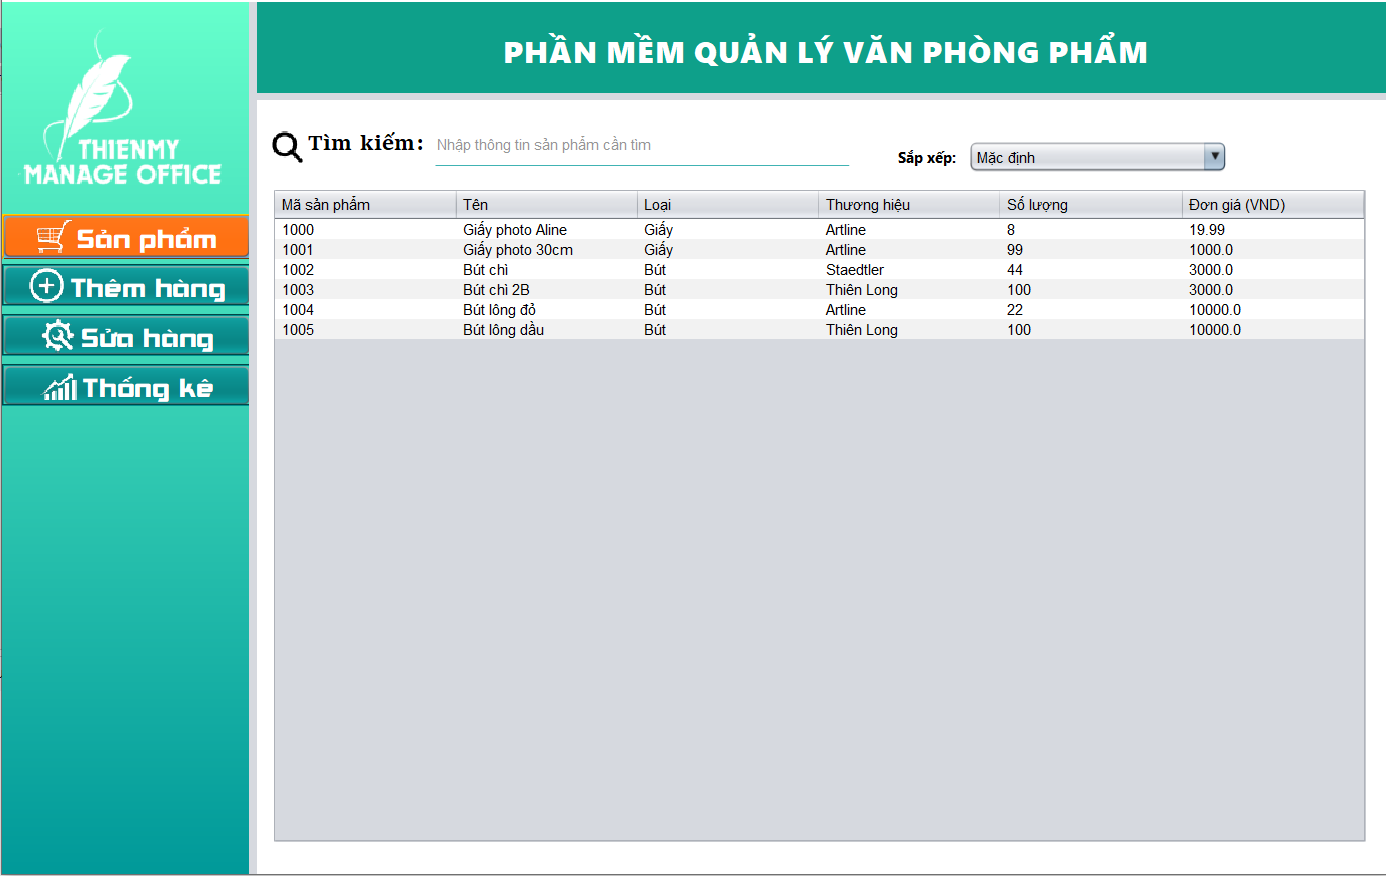 THIENMY
MANAGE OFFICE
Sản phẩm
Thêm hàng
Sửa hàng
Thống kê
PHẦN MỀM QUẢN LÝ VĂN PHÒNG PHẨM
Tìm kiếm: Nhập thông tin sản phẩm cần tìm
Sắp xếp: Mặc định
Mã sản phẩm Tên Loại Thương hiệu Số lượng Đơn giá (VND)
1000 Giấy photo Aline Giấy Artline 8 19.99
1001 Giấy photo 30cm Giấy Artline 99 1000.0
1002 Bút chì Bút Staedtler 44 3000.0
1003 Bút chì 2B Bút Thiên Long 100 3000.0
1004 Bút lông đỏ Bút Artline 22 10000.0
1005 Bút lông dầu Bút Thiên Long 100 10000.0